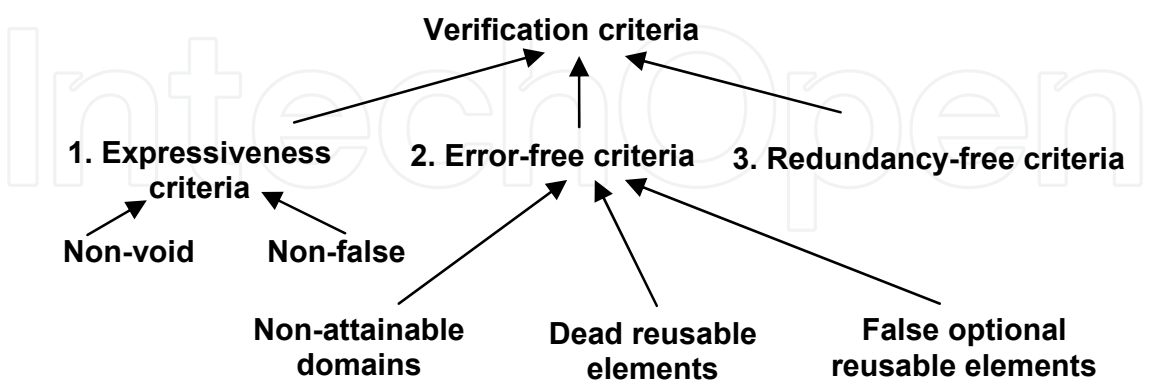 IntechOpen
Verification criteria
1. Expressiveness
criteria
2. Error-free criteria
3. Redundancy-free criteria
Non-void
Non-false
Non-attainable
domains
Dead reusable
elements
False optional
reusable elements